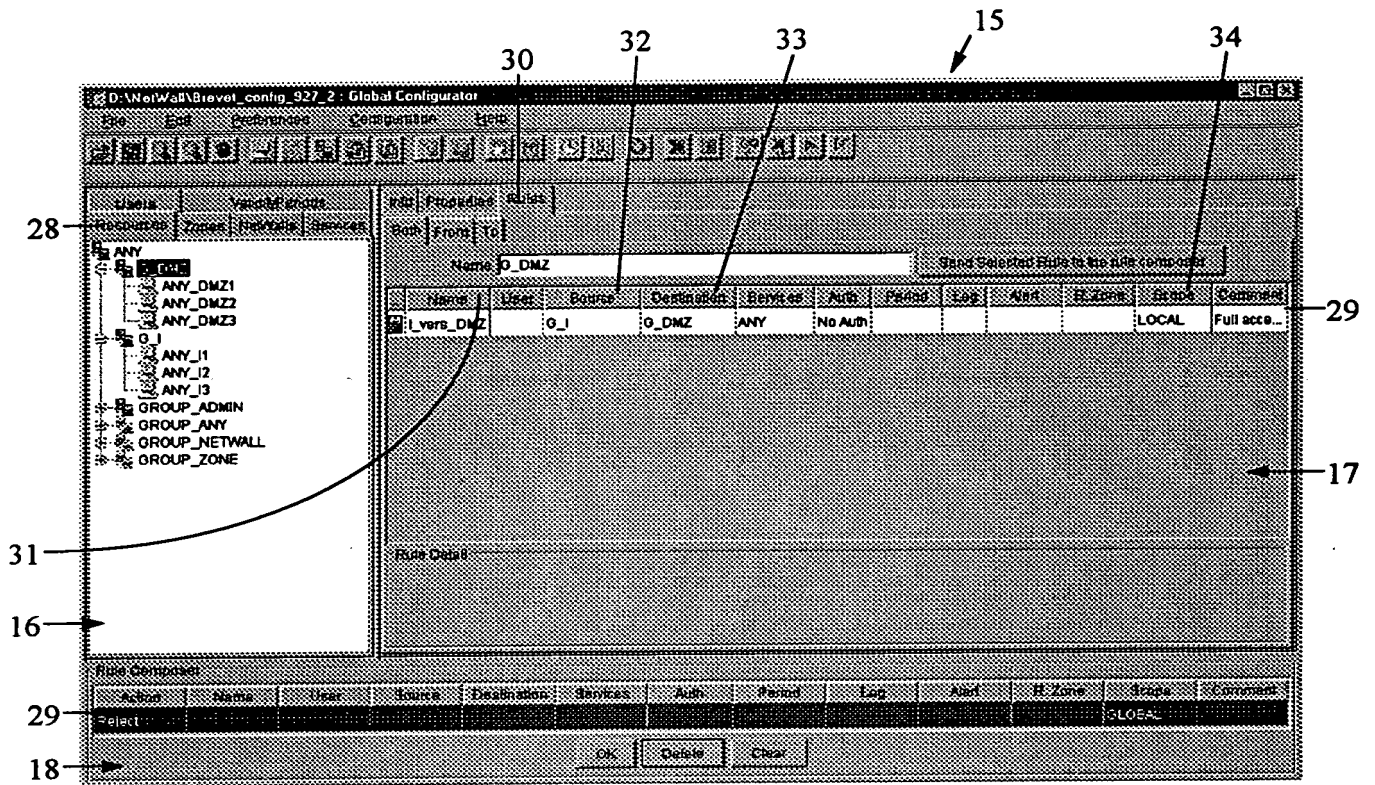 15
32
33
34
30
D:\NetWall\Brevet_config_927_2 : Global Configurator
File Edit Preferences Configuration Help
Users
Info Properties Rules
28
Resources Zones NetWalls Services
Both From To
ANY
G_DMZ
Name G_DMZ
Send Selected Rule to the rule composer
ANY_DMZ1
ANY_DMZ2
ANY_DMZ3
Name User Source Destination Services Auth Period Log Alert R.Zone Scope Comment
29
I_vers_DMZ G_I G_DMZ ANY No Auth LOCAL Full acce...
G_I
ANY_I1
ANY_I2
ANY_I3
GROUP_ADMIN
GROUP_ANY
GROUP_NETWALL
GROUP_ZONE
17
31
Rule Detail
16
Rule Composer
Action Name User Source Destination Services Auth Period Log Alert R.Zone Scope Comment
29
Reject GLOBAL
OK Delete Clear
18